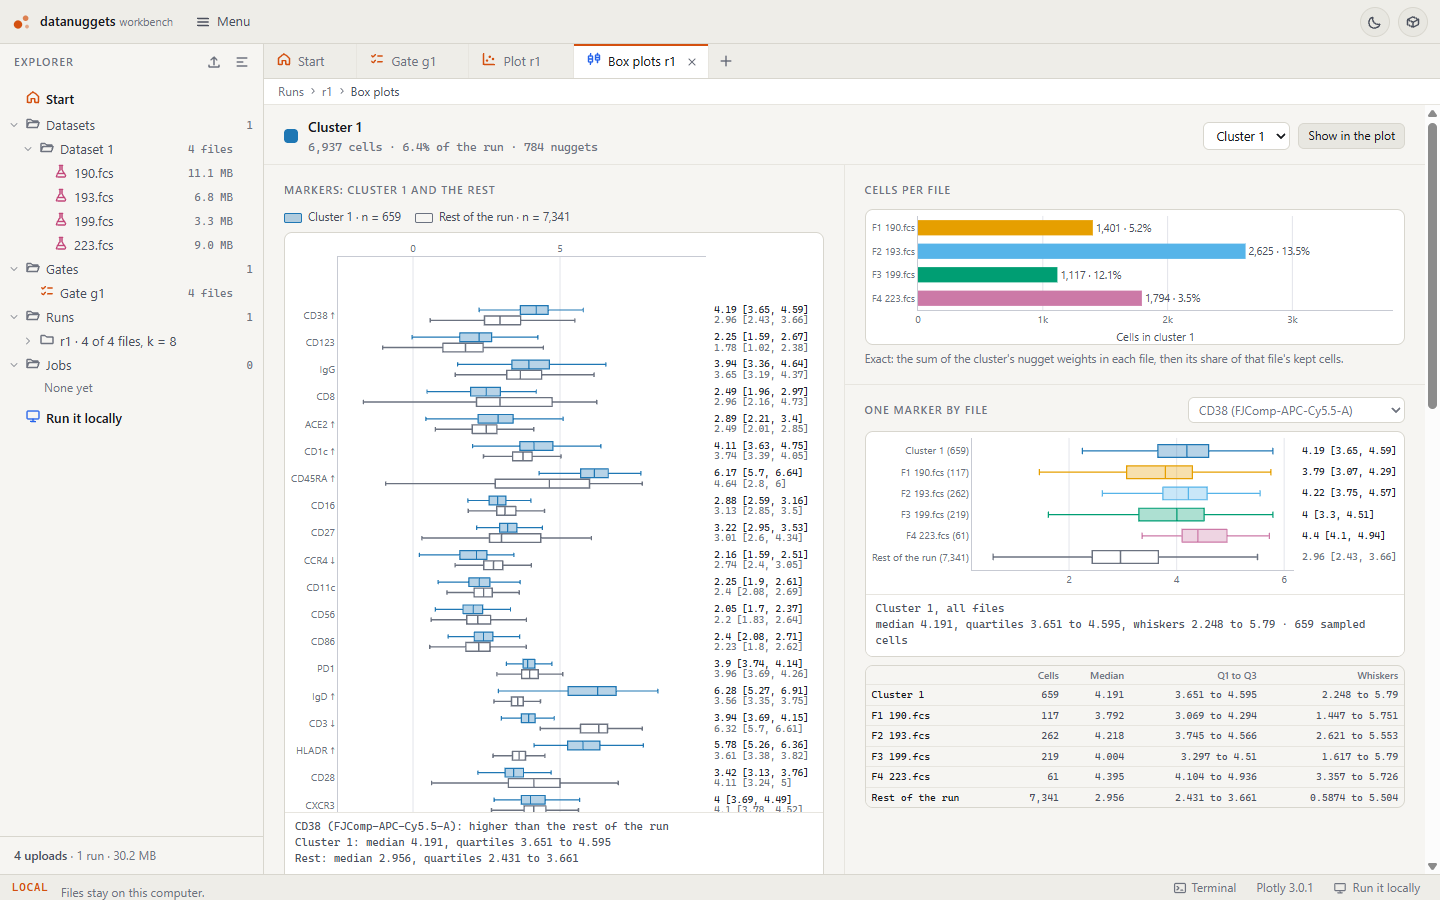 datanuggets workbench
Menu
EXPLORER
Start
Datasets 1
Dataset 1 4 files
190.fcs 11.1 MB
193.fcs 6.8 MB
199.fcs 3.3 MB
223.fcs 9.0 MB
Gates 1
Gate g1 4 files
Runs 1
r1 · 4 of 4 files, k = 8
Jobs 0
None yet
Run it locally
4 uploads · 1 run · 30.2 MB
Start
Gate g1
Plot r1
Box plots r1
Runs > r1 > Box plots
Cluster 1
6,937 cells · 6.4% of the run · 784 nuggets
Cluster 1
Show in the plot
MARKERS: CLUSTER 1 AND THE REST
Cluster 1 · n = 659
Rest of the run · n = 7,341
0 5
CD38 ↑ 4.19 [3.65, 4.59]
2.96 [2.43, 3.66]
CD123 2.25 [1.59, 2.67]
1.78 [1.02, 2.38]
IgG 3.94 [3.36, 4.64]
3.65 [3.19, 4.37]
CD8 2.49 [1.96, 2.97]
2.96 [2.16, 4.73]
ACE2 ↑ 2.89 [2.21, 3.4]
2.49 [2.01, 2.85]
CD1c ↑ 4.11 [3.63, 4.75]
3.74 [3.39, 4.05]
CD45RA ↑ 6.17 [5.7, 6.64]
4.64 [2.8, 6]
CD16 2.88 [2.59, 3.16]
3.13 [2.85, 3.5]
CD27 3.22 [2.95, 3.53]
3.01 [2.6, 4.34]
CCR4 ↓ 2.16 [1.59, 2.51]
2.74 [2.4, 3.05]
CD11c 2.25 [1.9, 2.61]
2.4 [2.08, 2.69]
CD56 2.05 [1.7, 2.37]
2.2 [1.83, 2.64]
CD86 2.4 [2.08, 2.71]
2.23 [1.8, 2.62]
PD1 3.9 [3.74, 4.14]
3.96 [3.69, 4.26]
IgD ↑ 6.28 [5.27, 6.91]
3.56 [3.35, 3.75]
CD3 ↓ 3.94 [3.69, 4.15]
6.32 [5.7, 6.61]
HLADR ↑ 5.78 [5.26, 6.36]
3.61 [3.38, 3.82]
CD28 3.42 [3.13, 3.76]
4.11 [3.24, 5]
CXCR3 4 [3.69, 4.49]
4.1 [3.78, 4.52]
CD38 (FJComp-APC-Cy5.5-A): higher than the rest of the run
Cluster 1: median 4.191, quartiles 3.651 to 4.595
Rest: median 2.956, quartiles 2.431 to 3.661
CELLS PER FILE
F1 190.fcs 1,401 · 5.2%
F2 193.fcs 2,625 · 13.5%
F3 199.fcs 1,117 · 12.1%
F4 223.fcs 1,794 · 3.5%
0 1k 2k 3k
Cells in cluster 1
Exact: the sum of the cluster's nugget weights in each file, then its share of that file's kept cells.
ONE MARKER BY FILE
CD38 (FJComp-APC-Cy5.5-A)
Cluster 1 (659) 4.19 [3.65, 4.59]
F1 190.fcs (117) 3.79 [3.07, 4.29]
F2 193.fcs (262) 4.22 [3.75, 4.57]
F3 199.fcs (219) 4 [3.3, 4.51]
F4 223.fcs (61) 4.4 [4.1, 4.94]
Rest of the run (7,341) 2.96 [2.43, 3.66]
2 4 6
Cluster 1, all files
median 4.191, quartiles 3.651 to 4.595, whiskers 2.248 to 5.79 · 659 sampled
cells
Cells Median Q1 to Q3 Whiskers
Cluster 1 659 4.191 3.651 to 4.595 2.248 to 5.79
F1 190.fcs 117 3.792 3.069 to 4.294 1.447 to 5.751
F2 193.fcs 262 4.218 3.745 to 4.566 2.621 to 5.553
F3 199.fcs 219 4.004 3.297 to 4.51 1.617 to 5.79
F4 223.fcs 61 4.395 4.104 to 4.936 3.357 to 5.726
Rest of the run 7,341 2.956 2.431 to 3.661 0.5874 to 5.504
LOCAL Files stay on this computer.
Terminal Plotly 3.0.1 Run it locally